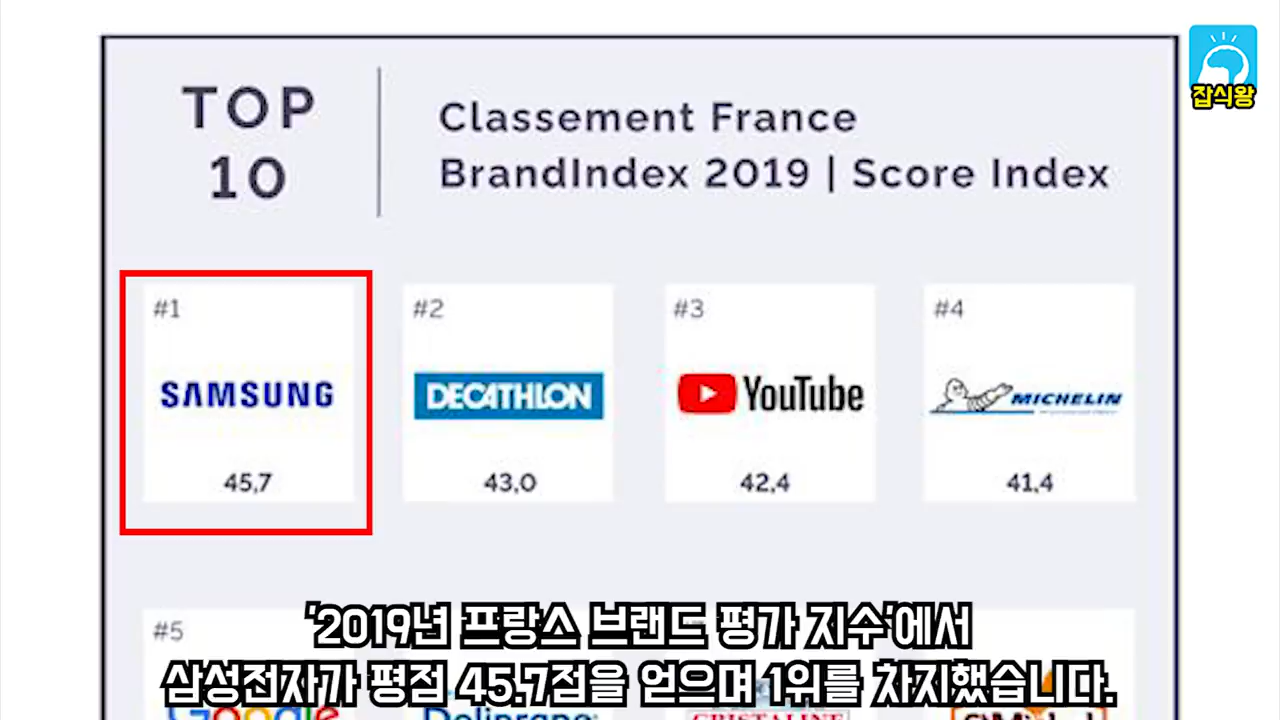 잡식왕
TOP
10
Classement France
BrandIndex 2019 | Score Index
#1
#2
#3
#4
SAMSUNG
DECATHLON
YouTube
MICHELIN
45,7
43,0
42,4
41,4
#5
'2019년 프랑스 브랜드 평가 지수'에서
삼성전자가 평점 45.7점을 얻으며 1위를 차지했습니다.
Google
CRISTALINE